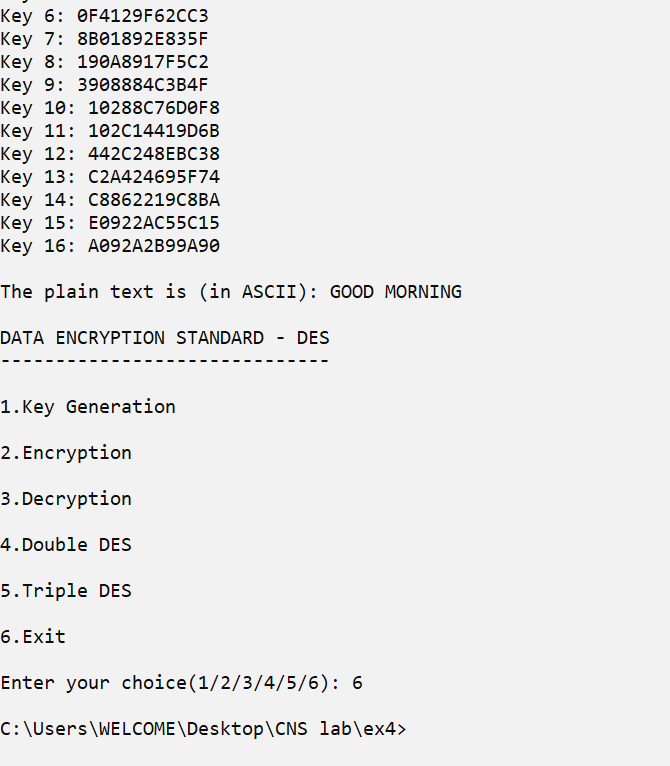 Key 6: 0F4129F62CC3
Key 7: 8B01892E835F
Key 8: 190A8917F5C2
Key 9: 3908884C3B4F
Key 10: 10288C76D0F8
Key 11: 102C14419D6B
Key 12: 442C248EBC38
Key 13: C2A424695F74
Key 14: C8862219C8BA
Key 15: E0922AC55C15
Key 16: A092A2B99A90
The plain text is (in ASCII): GOOD MORNING
DATA ENCRYPTION STANDARD - DES
------------------------------
1.Key Generation
2.Encryption
3.Decryption
4.Double DES
5.Triple DES
6.Exit
Enter your choice(1/2/3/4/5/6): 6
C:\Users\WELCOME\Desktop\CNS lab\ex4>